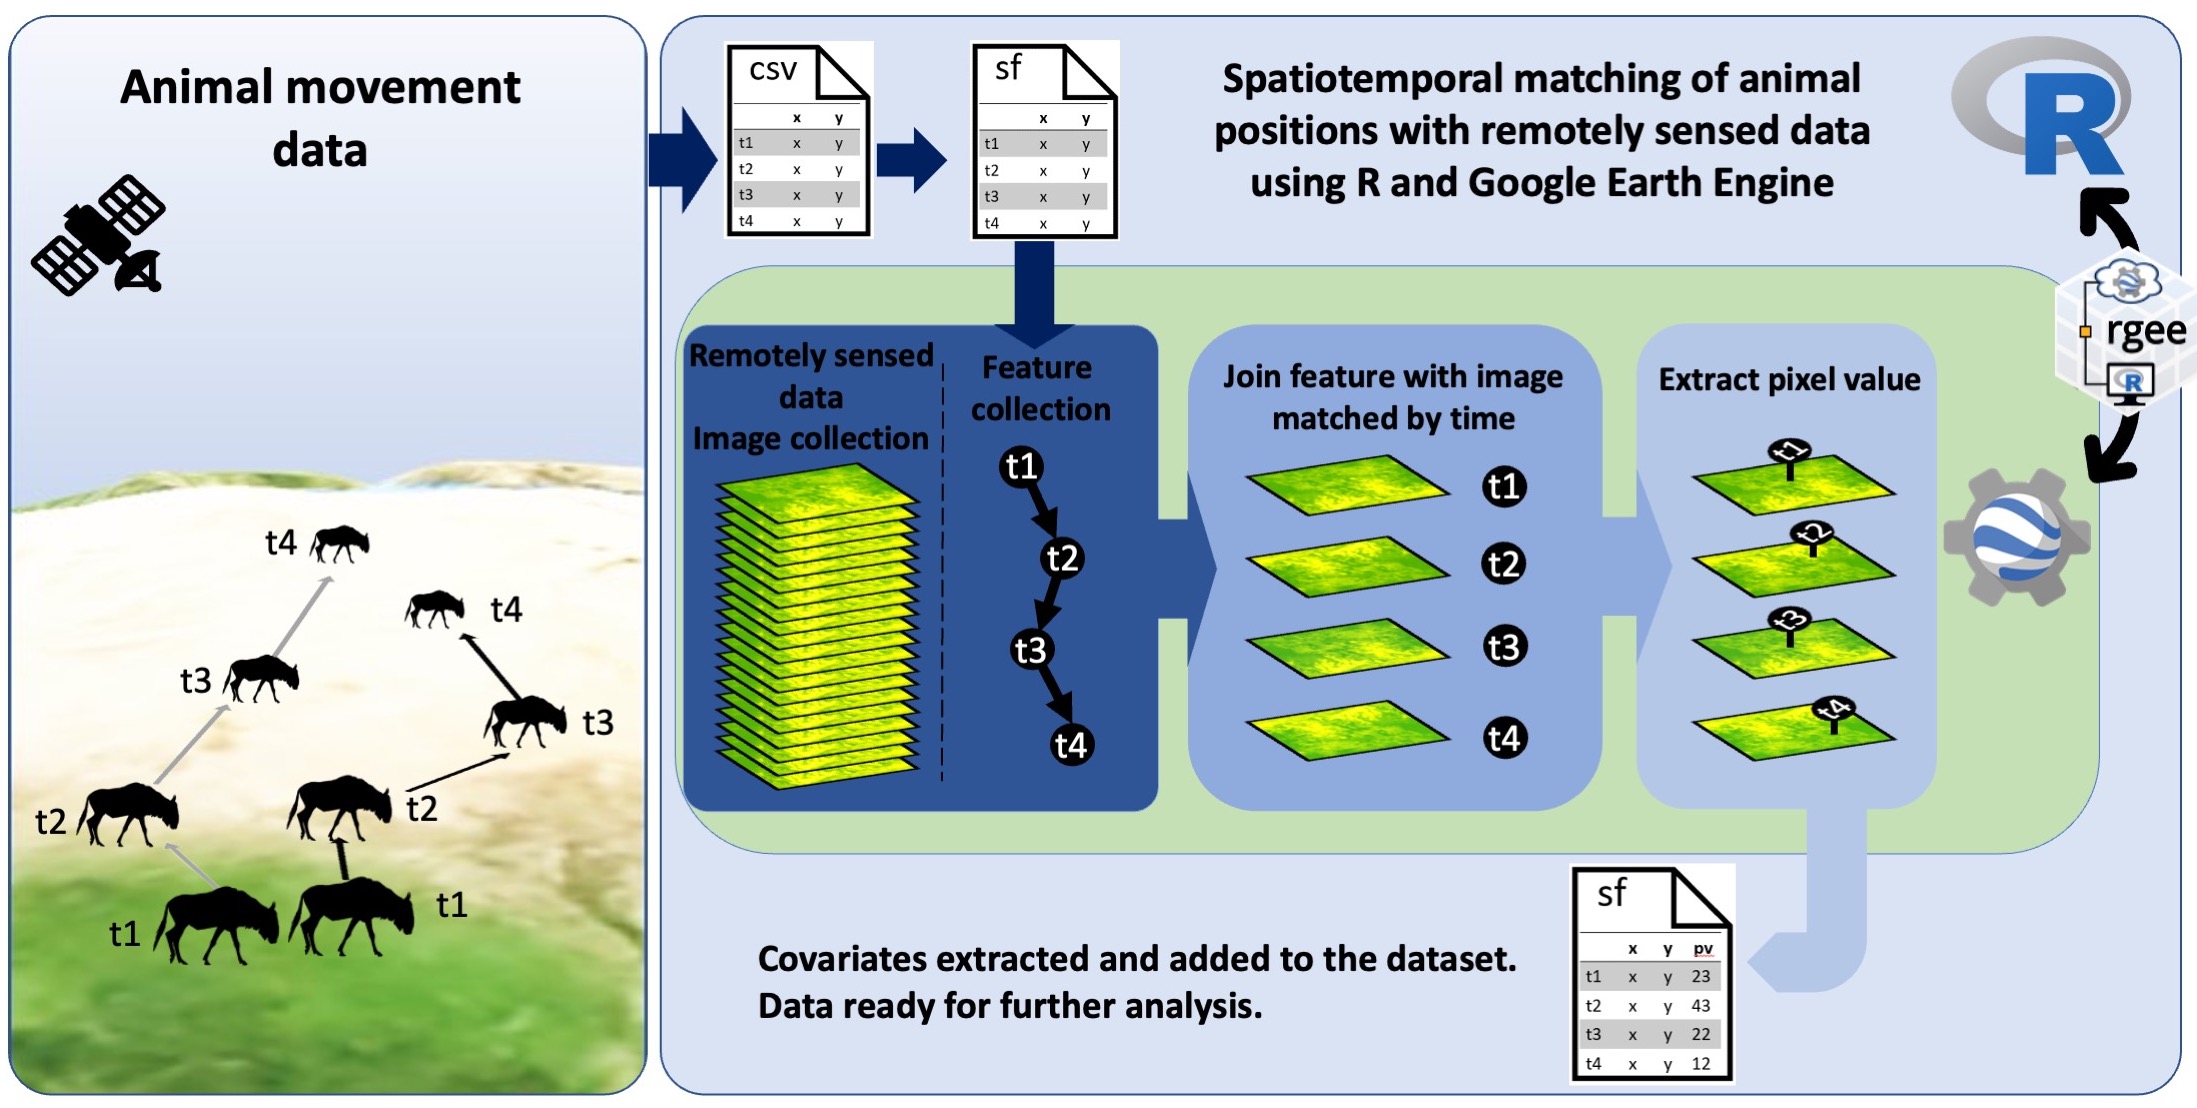 Animal movement
data
t4
t4
t3
t3
t2
t2
t1
t1
csv
x y
t1 x y
t2 x y
t3 x y
t4 x y
sf
x y
t1 x y
t2 x y
t3 x y
t4 x y
Spatiotemporal matching of animal
positions with remotely sensed data
using R and Google Earth Engine
R
rgee
R
Remotely sensed
data
Image collection
Feature
collection
t1
t2
t3
t4
Join feature with image
matched by time
t1
t2
t3
t4
Extract pixel value
t1
t2
t3
t4
Covariates extracted and added to the dataset.
Data ready for further analysis.
sf
x y pv
t1 x y 23
t2 x y 43
t3 x y 22
t4 x y 12